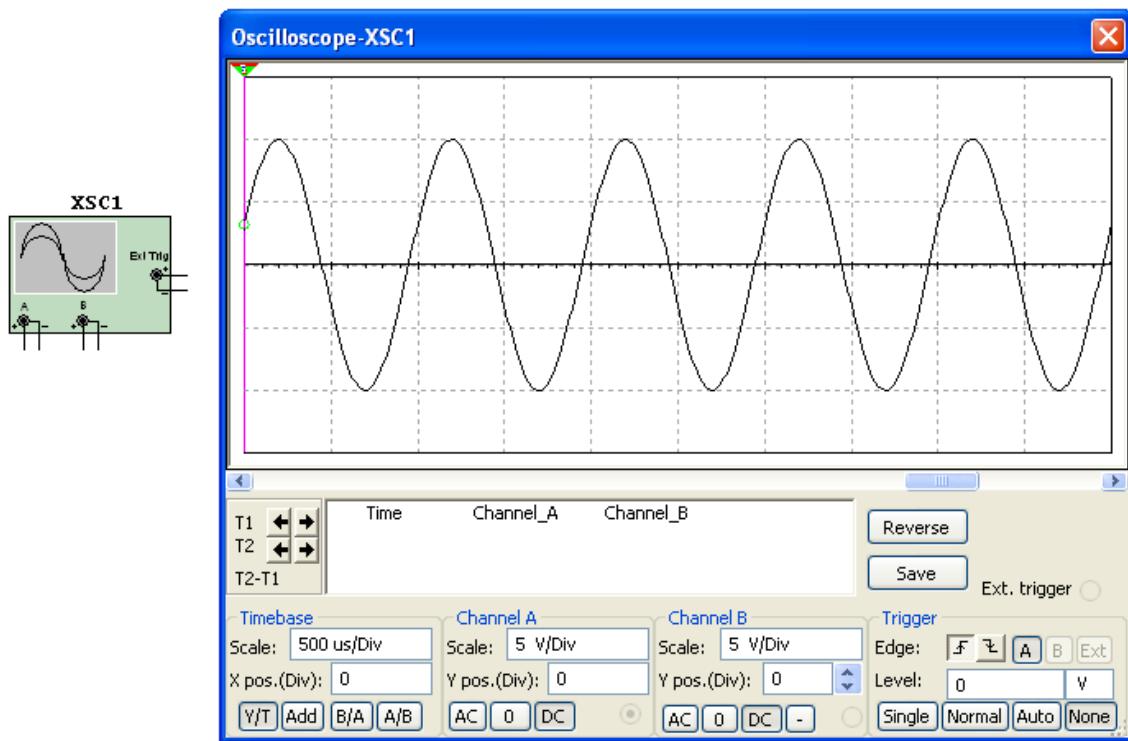 Oscilloscope-XSC1
XSC1
Ext Trig
+
-
A
B
+ - + -
T1
T2
T2-T1
Time Channel_A Channel_B
Reverse
Save
Ext. trigger
Timebase
Scale: 500 us/Div
X pos.(Div): 0
Y/T Add B/A A/B
Channel A
Scale: 5 V/Div
Y pos.(Div): 0
AC 0 DC
Channel B
Scale: 5 V/Div
Y pos.(Div): 0
AC 0 DC -
Trigger
Edge: A B Ext
Level: 0 V
Single Normal Auto None